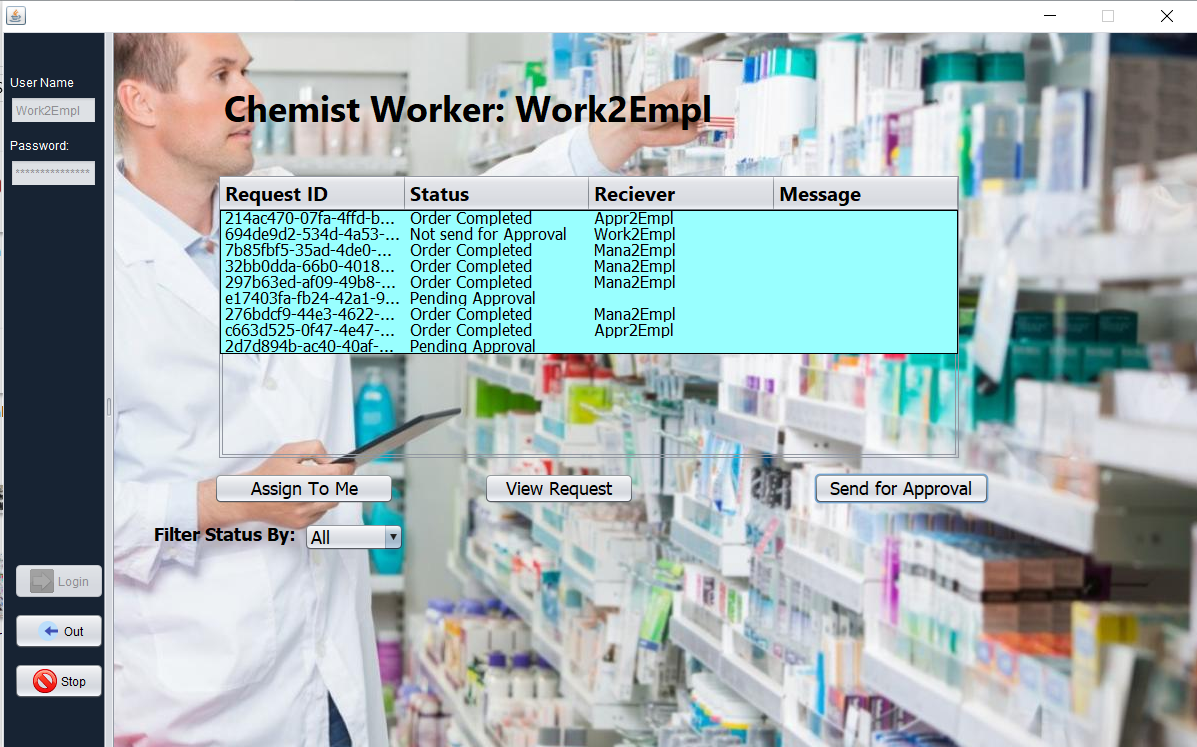 User Name
Work2Empl
Password:
***************
Chemist Worker: Work2Empl
Request ID Status Reciever Message
214ac470-07fa-4ffd-b... Order Completed Appr2Empl
694de9d2-534d-4a53-... Not send for Approval Work2Empl
7b85fbf5-35ad-4de0-... Order Completed Mana2Empl
32bb0dda-66b0-4018... Order Completed Mana2Empl
297b63ed-af09-49b8-... Order Completed Mana2Empl
e17403fa-fb24-42a1-9... Pending Approval
276bdcf9-44e3-4622-... Order Completed Mana2Empl
c663d525-0f47-4e47-... Order Completed Appr2Empl
2d7d894b-ac40-40af-... Pending Approval
Assign To Me View Request Send for Approval
Filter Status By: All
Login
Out
Stop